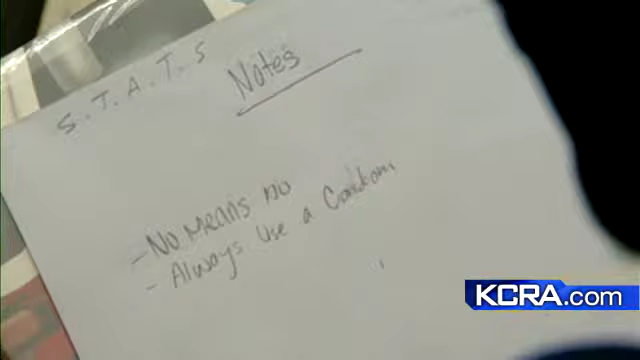 S.T.A.T.S
Notes
- No Means no
- Always Use a Condom
KCRA.com